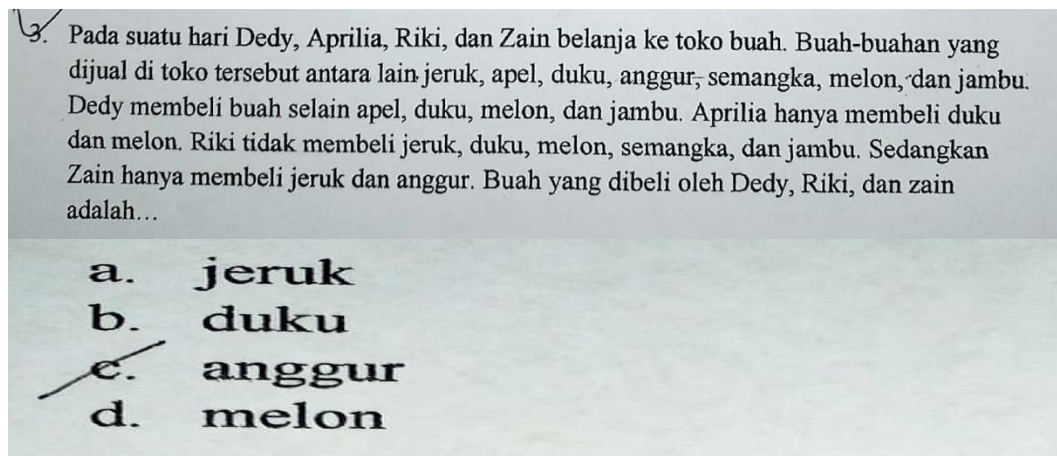 3. Pada suatu hari Dedy, Aprilia, Riki, dan Zain belanja ke toko buah. Buah-buahan yang
dijual di toko tersebut antara lain jeruk, apel, duku, anggur, semangka, melon, dan jambu.
Dedy membeli buah selain apel, duku, melon, dan jambu. Aprilia hanya membeli duku
dan melon. Riki tidak membeli jeruk, duku, melon, semangka, dan jambu. Sedangkan
Zain hanya membeli jeruk dan anggur. Buah yang dibeli oleh Dedy, Riki, dan zain
adalah...
a. jeruk
b. duku
c. anggur
d. melon